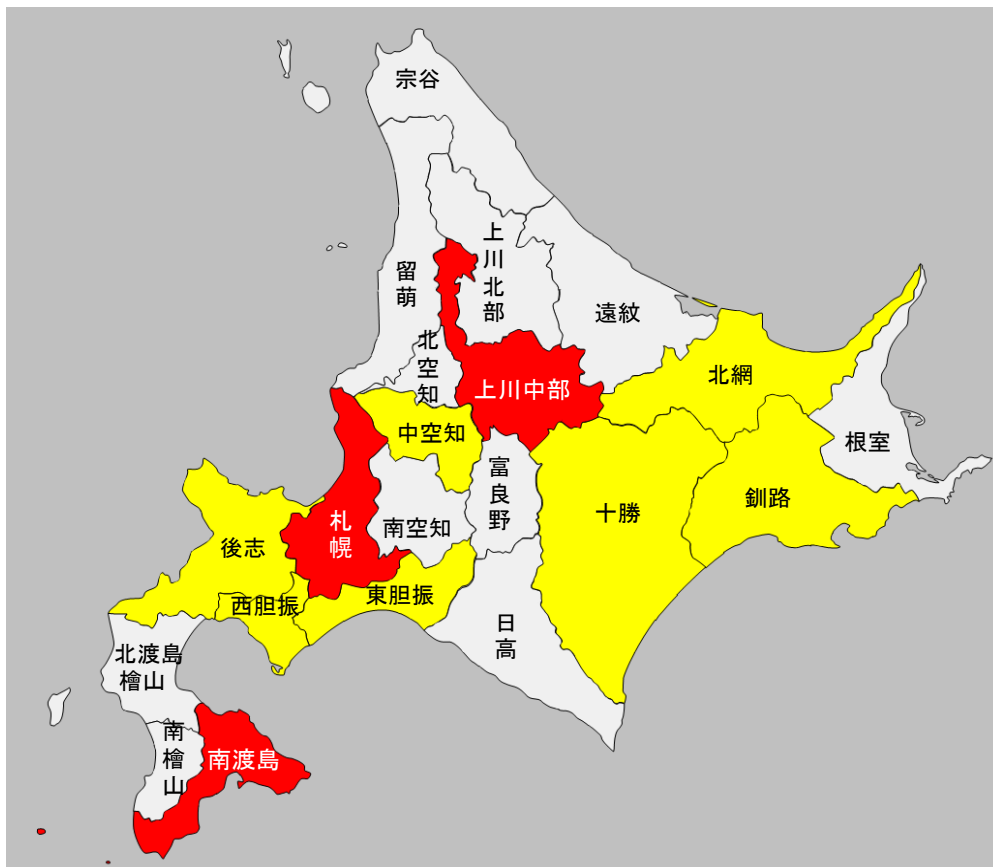 宗谷
上川北部
留萌
遠紋
北空知
北網
上川中部
中空知
根室
富良野
釧路
十勝
札幌
南空知
後志
東胆振
西胆振
日高
北渡島
檜山
南檜山
南渡島